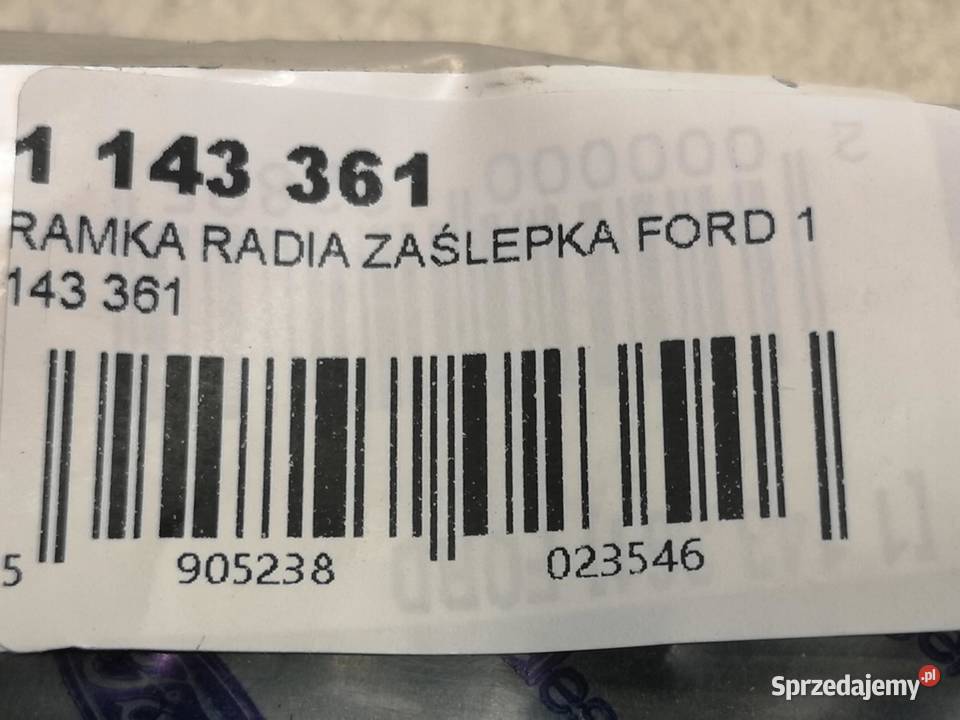 1 143 361
RAMKA RADIA ZAŚLEPKA FORD 1
143 361
5 905238 023546
Sprzedajemy.pl